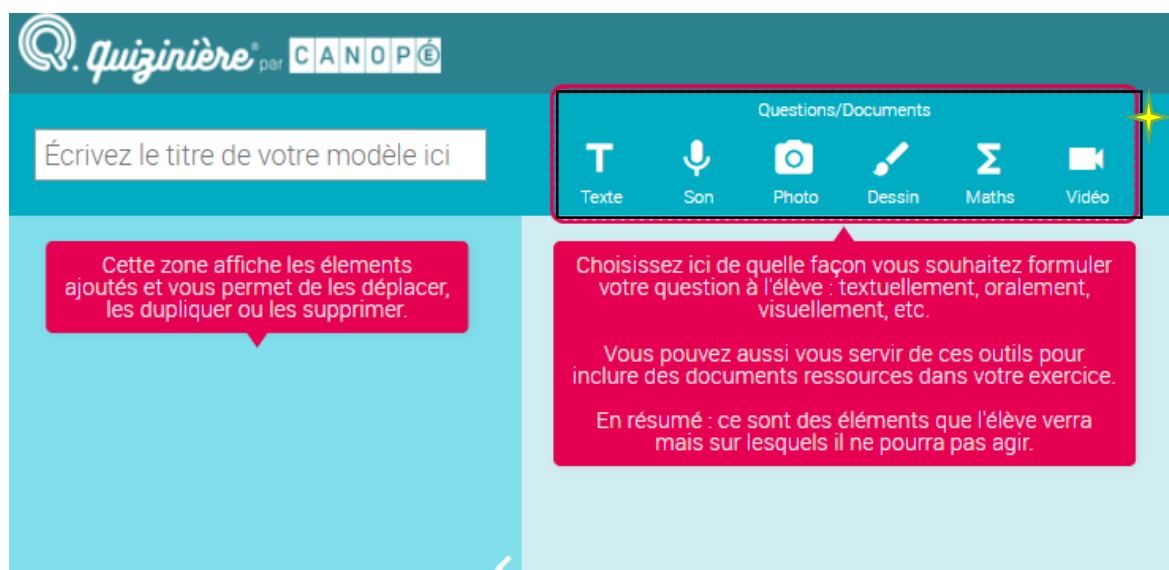 Quizinière® par CANOPÉ
Questions/Documents
Écrivez le titre de votre modèle ici
Texte Son Photo Dessin Maths Vidéo
Cette zone affiche les élements
ajoutés et vous permet de les déplacer,
les dupliquer ou les supprimer.
Choisissez ici de quelle façon vous souhaitez formuler
votre question à l'élève : textuellement, oralement,
visuellement, etc.
Vous pouvez aussi vous servir de ces outils pour
inclure des documents ressources dans votre exercice.
En résumé : ce sont des éléments que l'élève verra
mais sur lesquels il ne pourra pas agir.